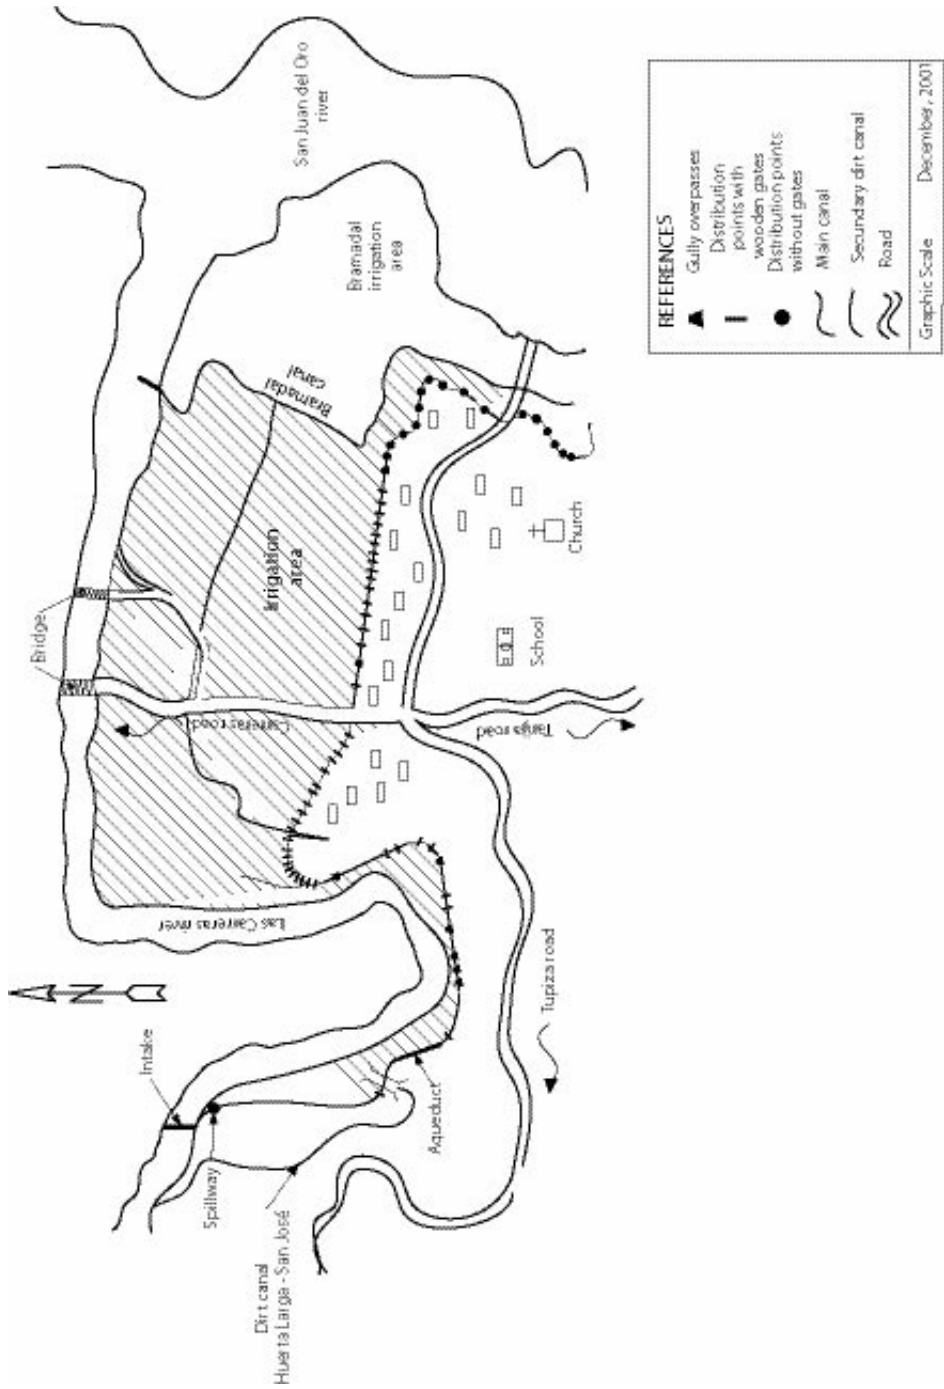 San Juan del Oro
river
Bramadal
irrigation
area
Bramadal
canal
Irrigation
area
Bridge
Carreras road
Church
School
Tarija road
Las Carreras river
N
Intake
Spillway
Aqueduct
Tupiza road
Dirt canal
Huerta Larga - San José
REFERENCES
Gully overpasses
Distribution
points with
wooden gates
Distribution points
without gates
Main canal
Secundary dirt canal
Road
Graphic Scale December, 2001